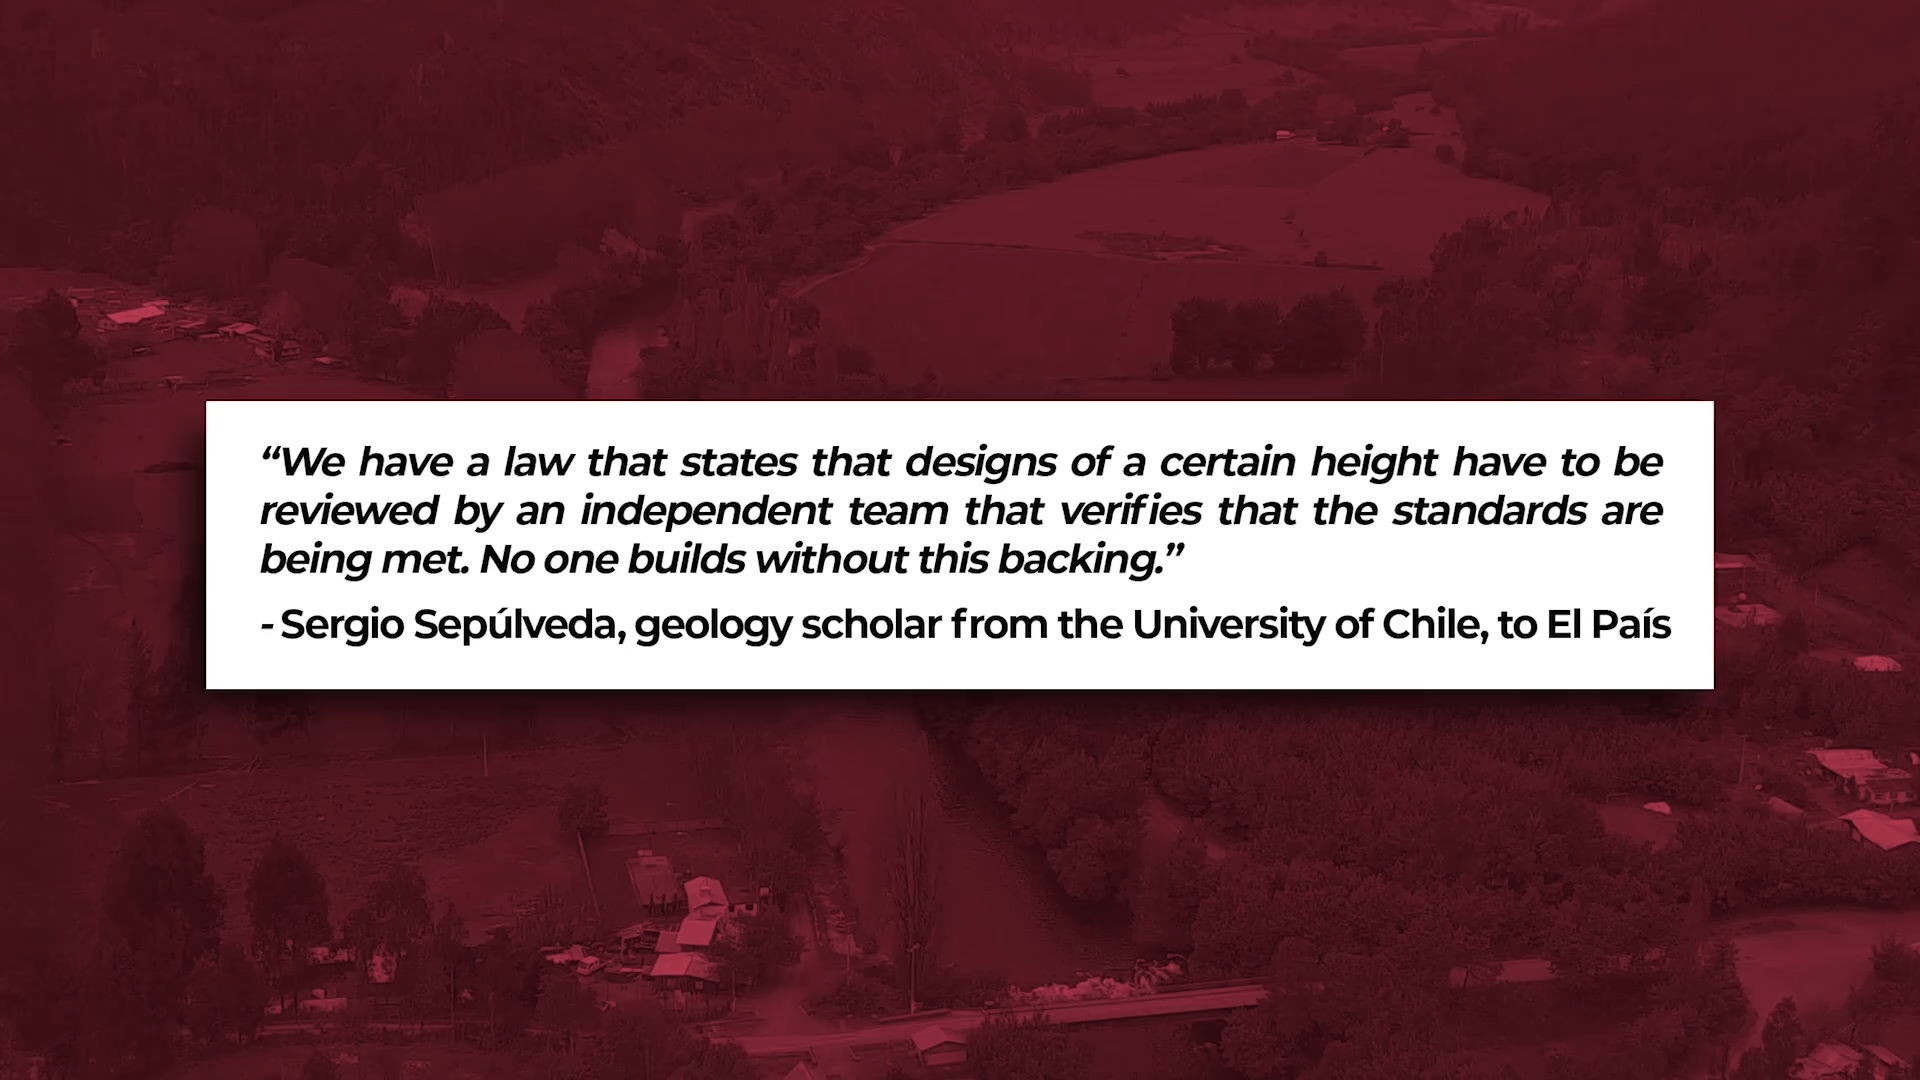 “We have a law that states that designs of a certain height have to be
reviewed by an independent team that verifies that the standards are
being met. No one builds without this backing.”
- Sergio Sepúlveda, geology scholar from the University of Chile, to El País